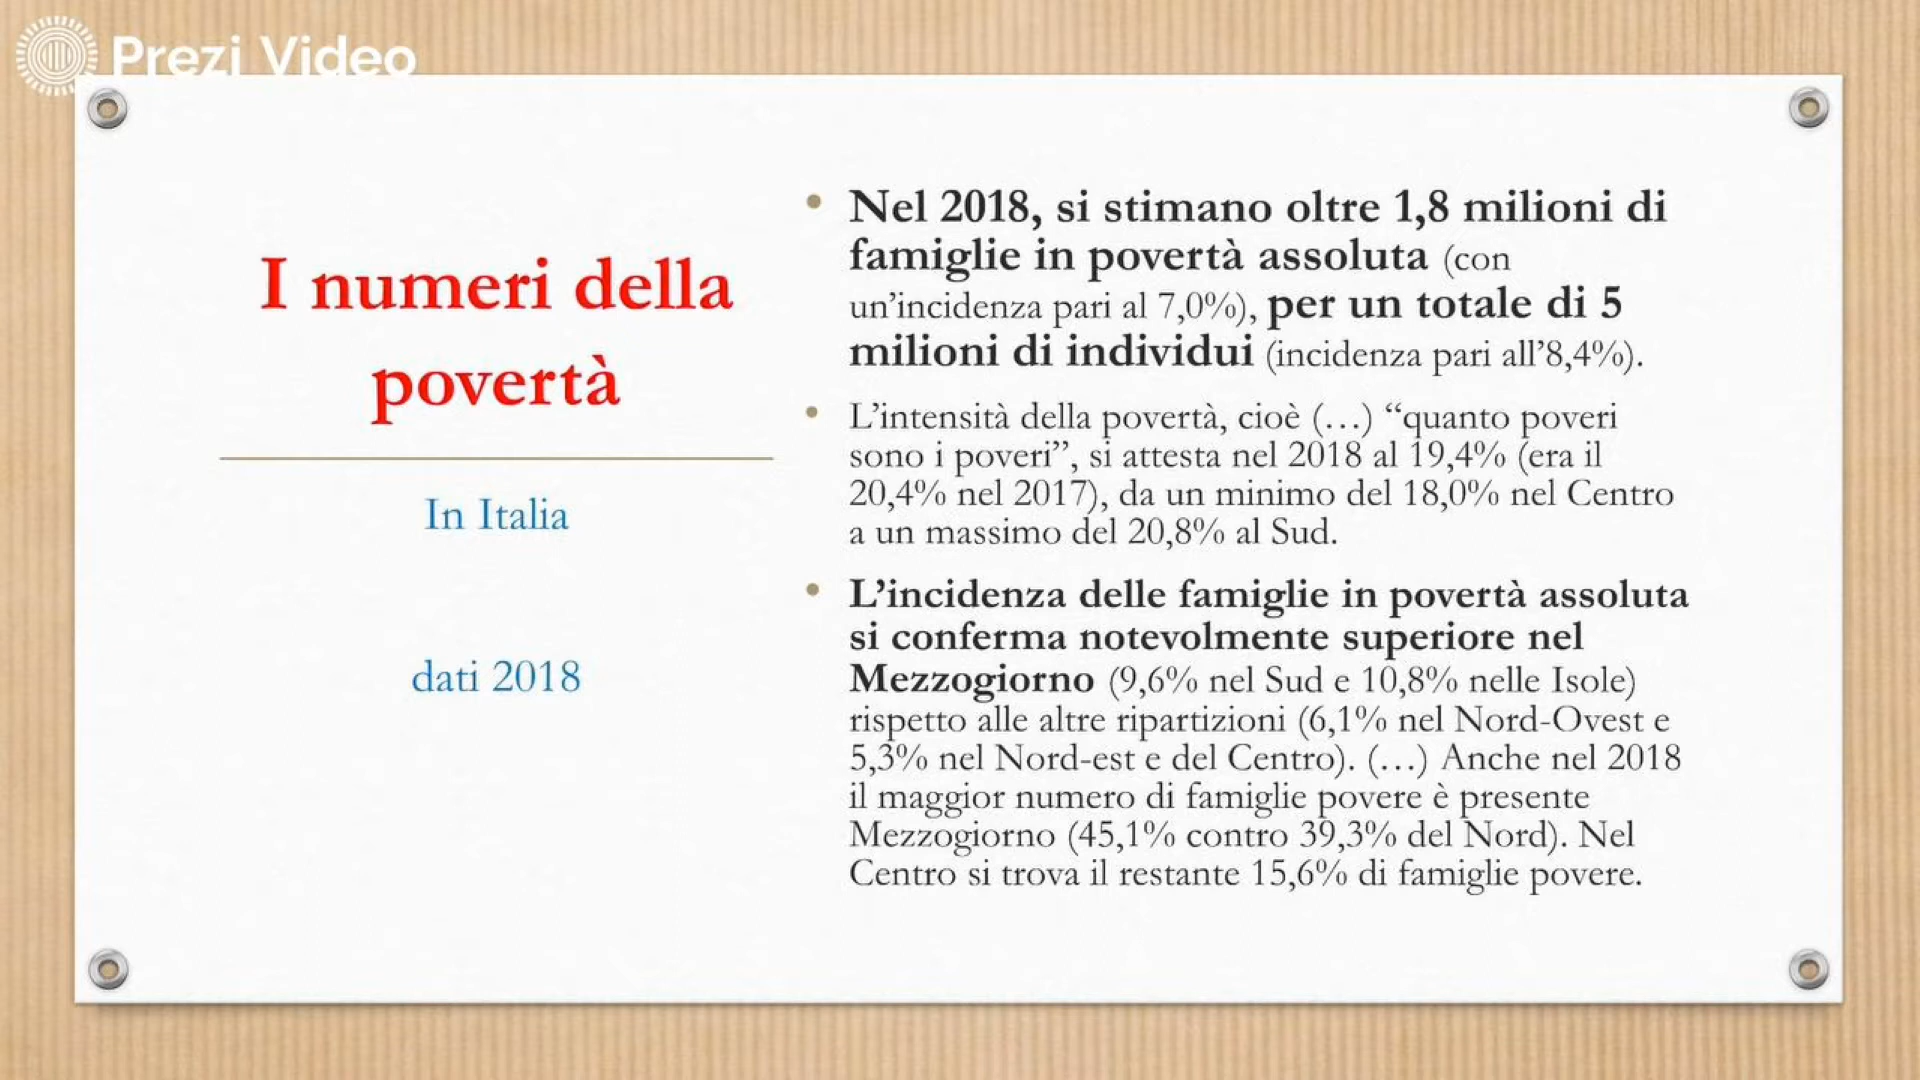 Prezi Video
I numeri della
povertà
In Italia
dati 2018
• Nel 2018, si stimano oltre 1,8 milioni di
famiglie in povertà assoluta (con
un’incidenza pari al 7,0%), per un totale di 5
milioni di individui (incidenza pari all’8,4%).
• L’intensità della povertà, cioè (…) “quanto poveri
sono i poveri”, si attesta nel 2018 al 19,4% (era il
20,4% nel 2017), da un minimo del 18,0% nel Centro
a un massimo del 20,8% al Sud.
• L’incidenza delle famiglie in povertà assoluta
si conferma notevolmente superiore nel
Mezzogiorno (9,6% nel Sud e 10,8% nelle Isole)
rispetto alle altre ripartizioni (6,1% nel Nord-Ovest e
5,3% nel Nord-est e del Centro). (…) Anche nel 2018
il maggior numero di famiglie povere è presente
Mezzogiorno (45,1% contro 39,3% del Nord). Nel
Centro si trova il restante 15,6% di famiglie povere.